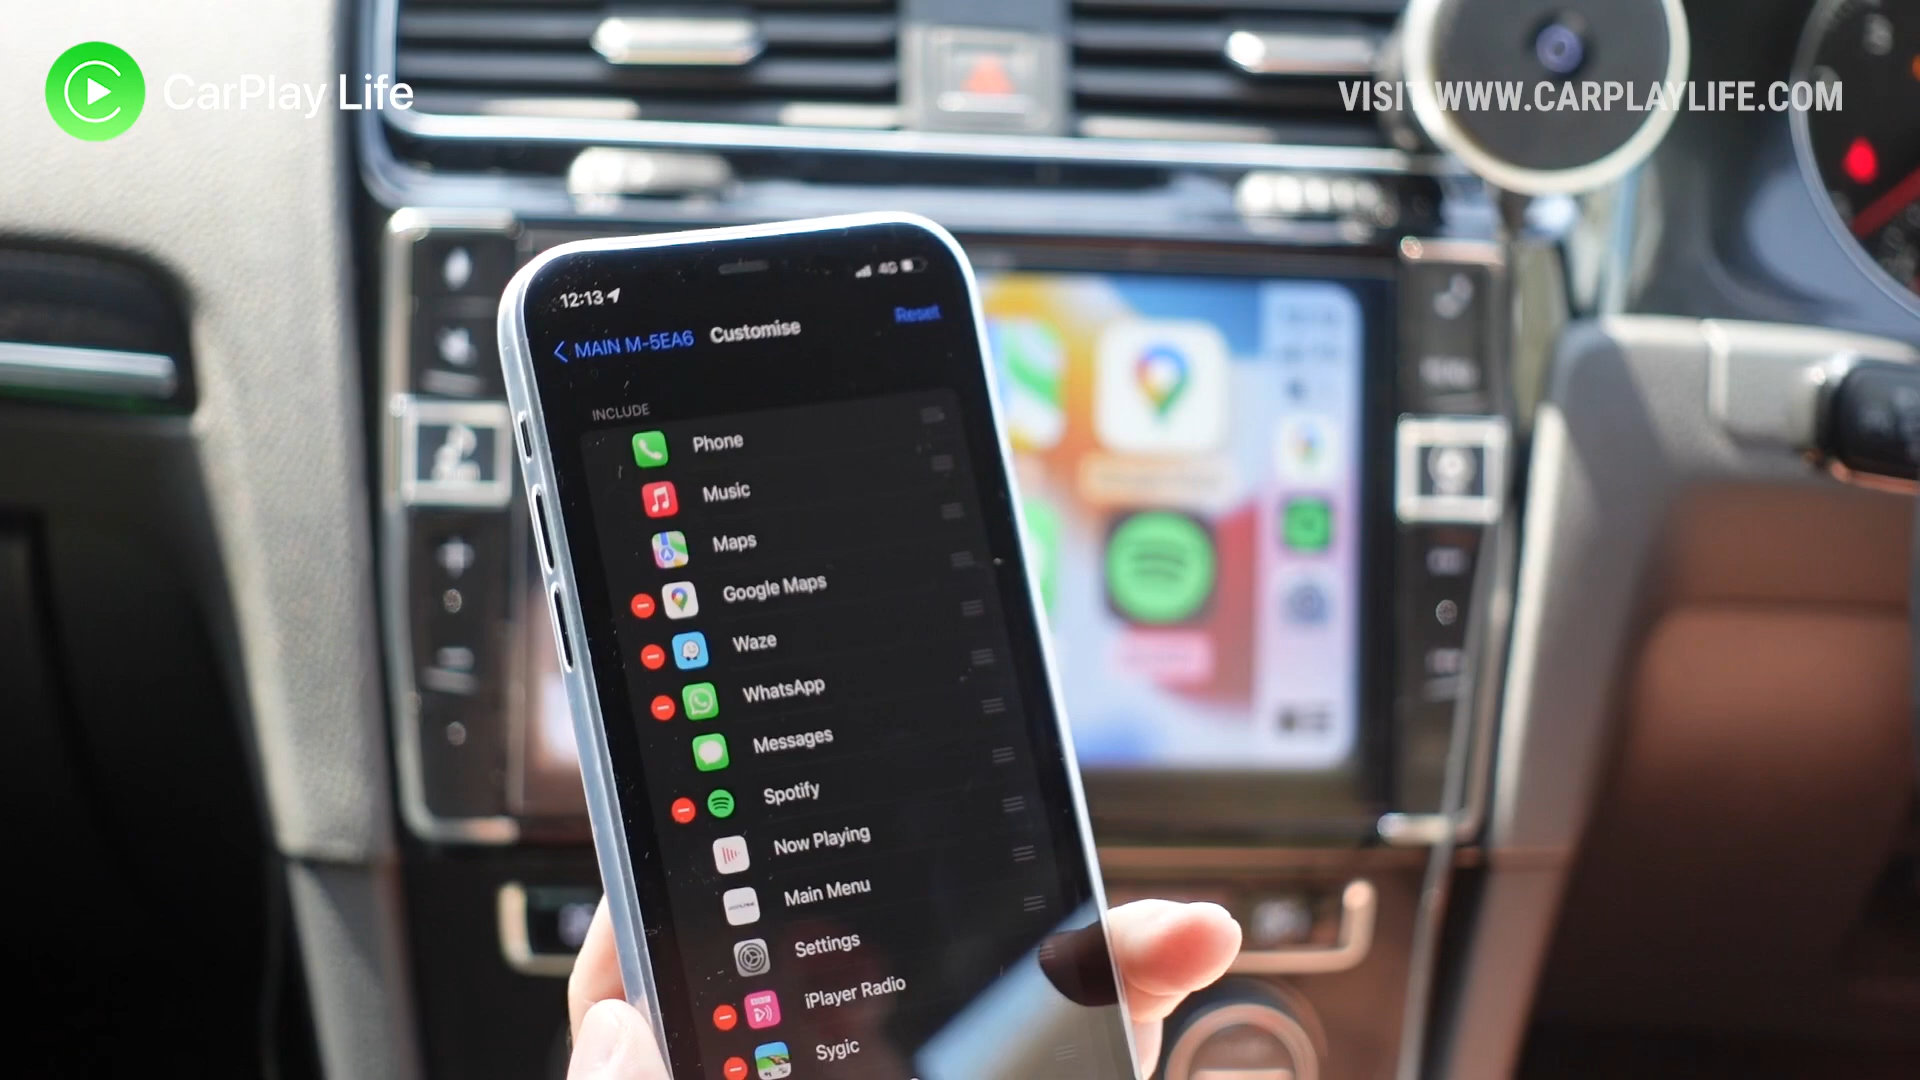 CarPlay Life
VISIT WWW.CARPLAYLIFE.COM
12:13
4G
MAIN M-5EA6
Customise
Reset
INCLUDE
Phone
Music
Maps
Google Maps
Waze
WhatsApp
Messages
Spotify
Now Playing
Main Menu
Settings
iPlayer Radio
Sygic